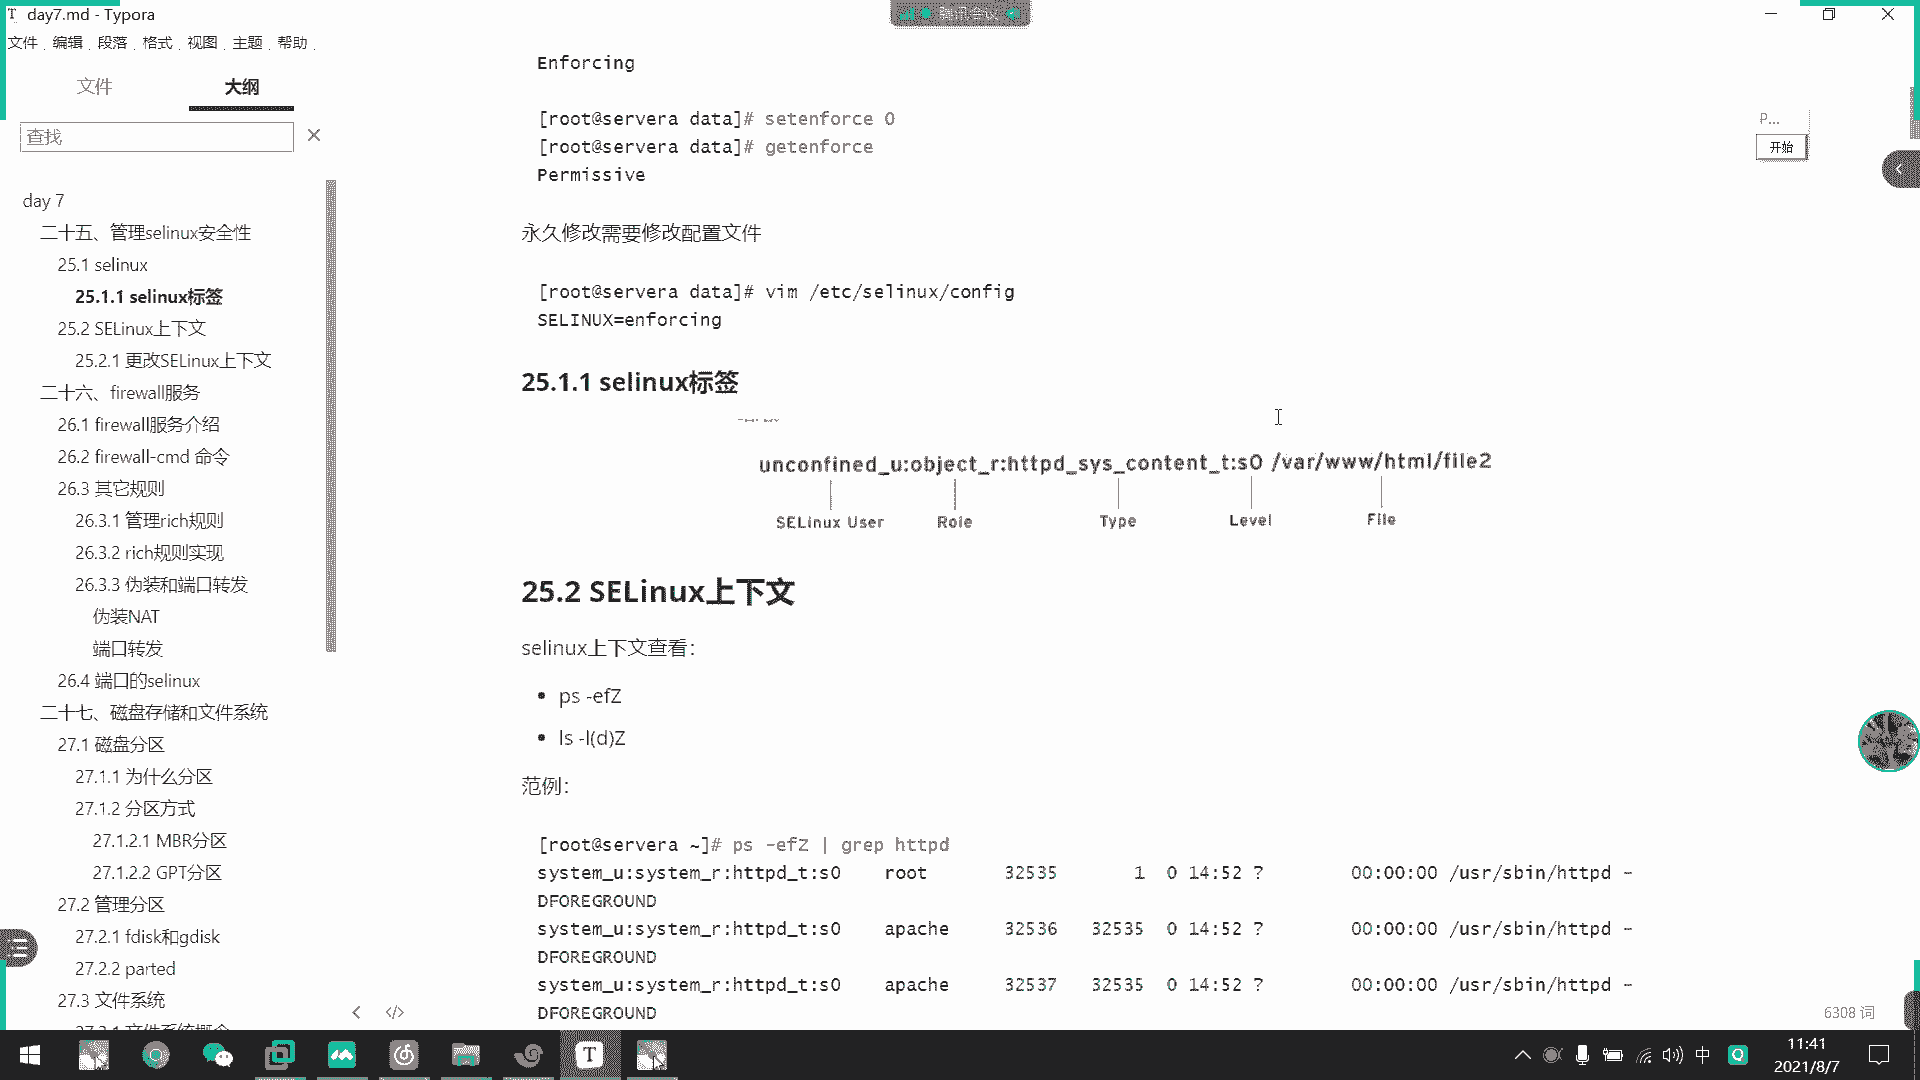 day7.md - Typora
腾讯会议
文件 编辑 段落 格式 视图 主题 帮助
文件 大纲
查找
day 7
二十五、管理selinux安全性
25.1 selinux
25.1.1 selinux标签
25.2 SELinux上下文
25.2.1 更改SELinux上下文
二十六、firewall服务
26.1 firewall服务介绍
26.2 firewall-cmd 命令
26.3 其它规则
26.3.1 管理rich规则
26.3.2 rich规则实现
26.3.3 伪装和端口转发
伪装NAT
端口转发
26.4 端口的selinux
二十七、磁盘存储和文件系统
27.1 磁盘分区
27.1.1 为什么分区
27.1.2 分区方式
27.1.2.1 MBR分区
27.1.2.2 GPT分区
27.2 管理分区
27.2.1 fdisk和gdisk
27.2.2 parted
27.3 文件系统
27.3.1 文件系统概念
Enforcing
[root@servera data]# setenforce 0
[root@servera data]# getenforce
Permissive
永久修改需要修改配置文件
[root@servera data]# vim /etc/selinux/config
SELINUX=enforcing
25.1.1 selinux标签
unconfined_u:object_r:httpd_sys_content_t:s0 /var/www/html/file2
SELinux User Role Type Level File
25.2 SELinux上下文
selinux上下文查看：
• ps -efZ
• ls -l(d)Z
范例：
[root@servera ~]# ps -efZ | grep httpd
system_u:system_r:httpd_t:s0 root 32535 1 0 14:52 ? 00:00:00 /usr/sbin/httpd -
DFOREGROUND
system_u:system_r:httpd_t:s0 apache 32536 32535 0 14:52 ? 00:00:00 /usr/sbin/httpd -
DFOREGROUND
system_u:system_r:httpd_t:s0 apache 32537 32535 0 14:52 ? 00:00:00 /usr/sbin/httpd -
DFOREGROUND
P...
开始
6308 词
中
11:41
2021/8/7